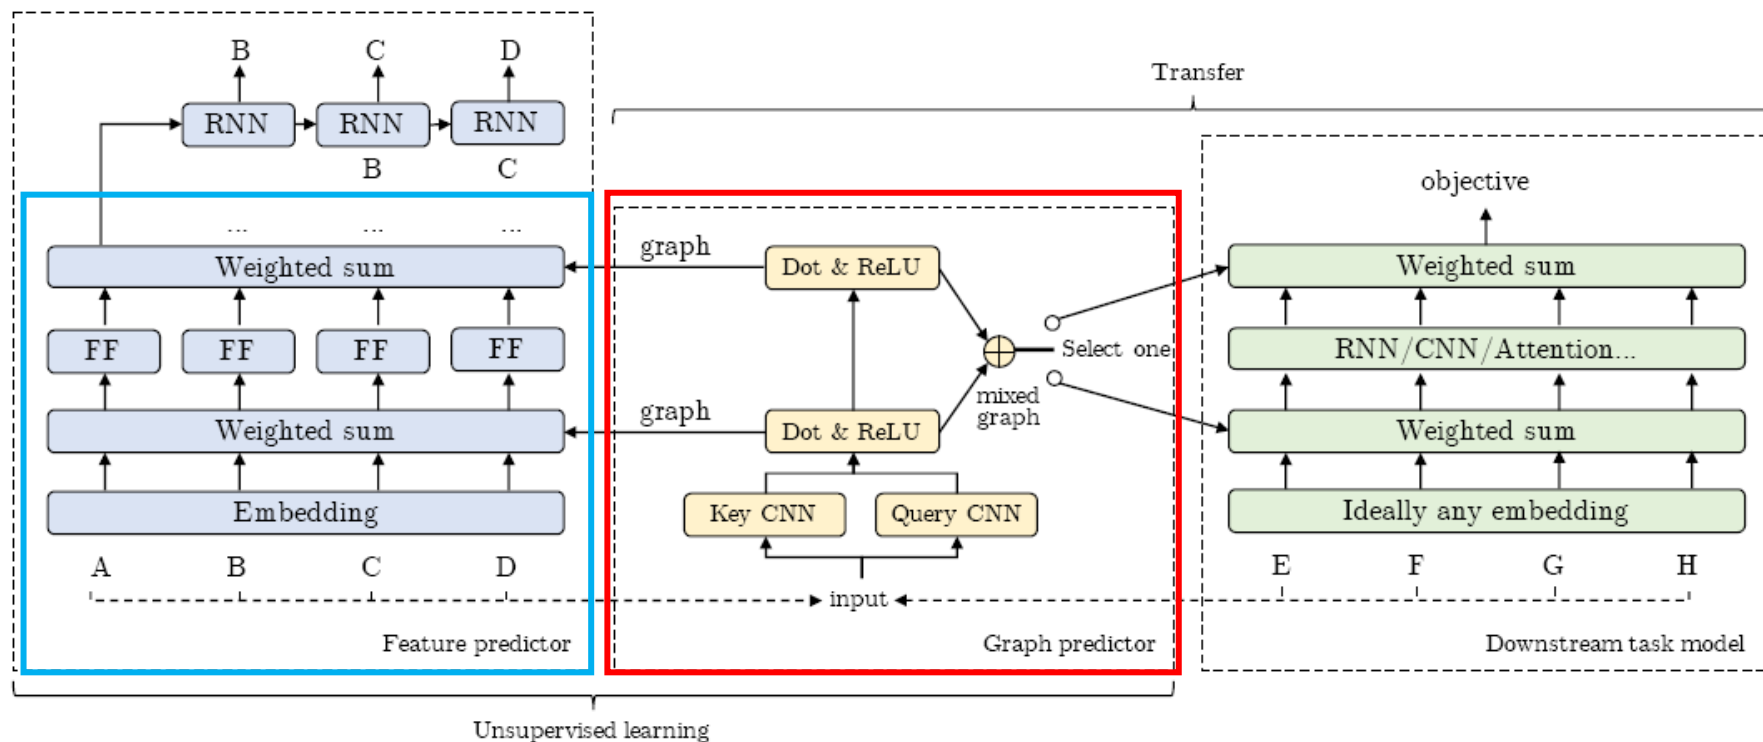 B C D
RNN RNN RNN
B C
... ... ...
Weighted sum
FF FF FF FF
Weighted sum
Embedding
A B C D
Feature predictor
Unsupervised learning
graph
Dot & ReLU
Select one
mixed
graph
graph
Dot & ReLU
Key CNN Query CNN
input
Graph predictor
Transfer
objective
Weighted sum
RNN/CNN/Attention...
Weighted sum
Ideally any embedding
E F G H
Downstream task model